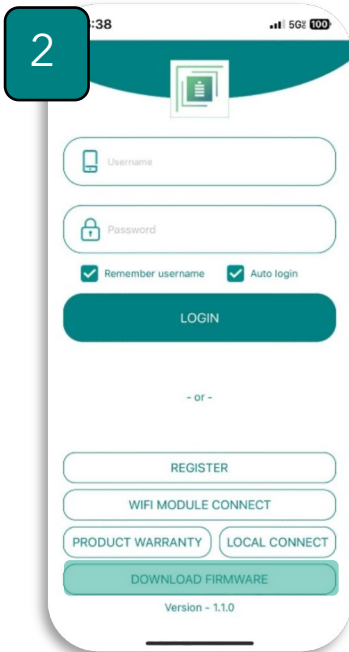 2
:38
5G
100
Username
Password
Remember username
Auto login
LOGIN
- or -
REGISTER
WIFI MODULE CONNECT
PRODUCT WARRANTY
LOCAL CONNECT
DOWNLOAD FIRMWARE
Version - 1.1.0